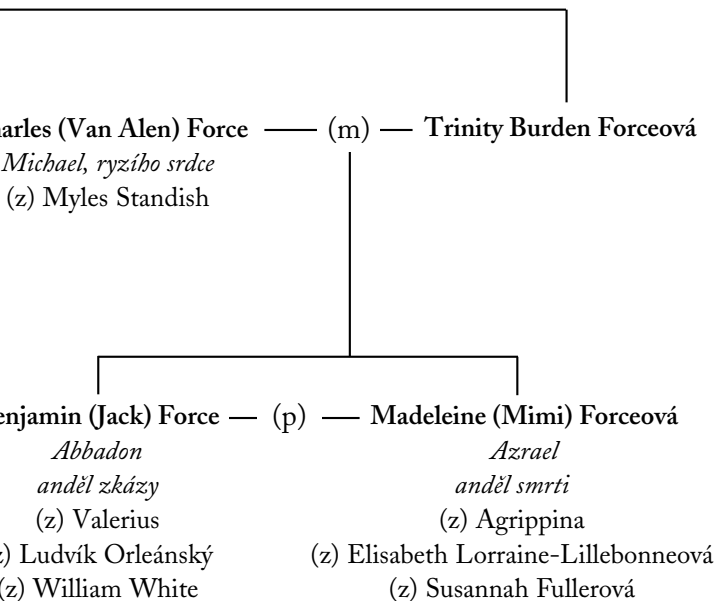 arles (Van Alen) Force (m) Trinity Burden Forceová
Michael, ryzího srdce
(z) Myles Standish
enjamin (Jack) Force (p) Madeleine (Mimi) Forceová
Abbadon Azrael
anděl zkázy anděl smrti
(z) Valerius (z) Agrippina
z) Ludvík Orleánský (z) Elisabeth Lorraine-Lillebonneová
(z) William White (z) Susannah Fullerová